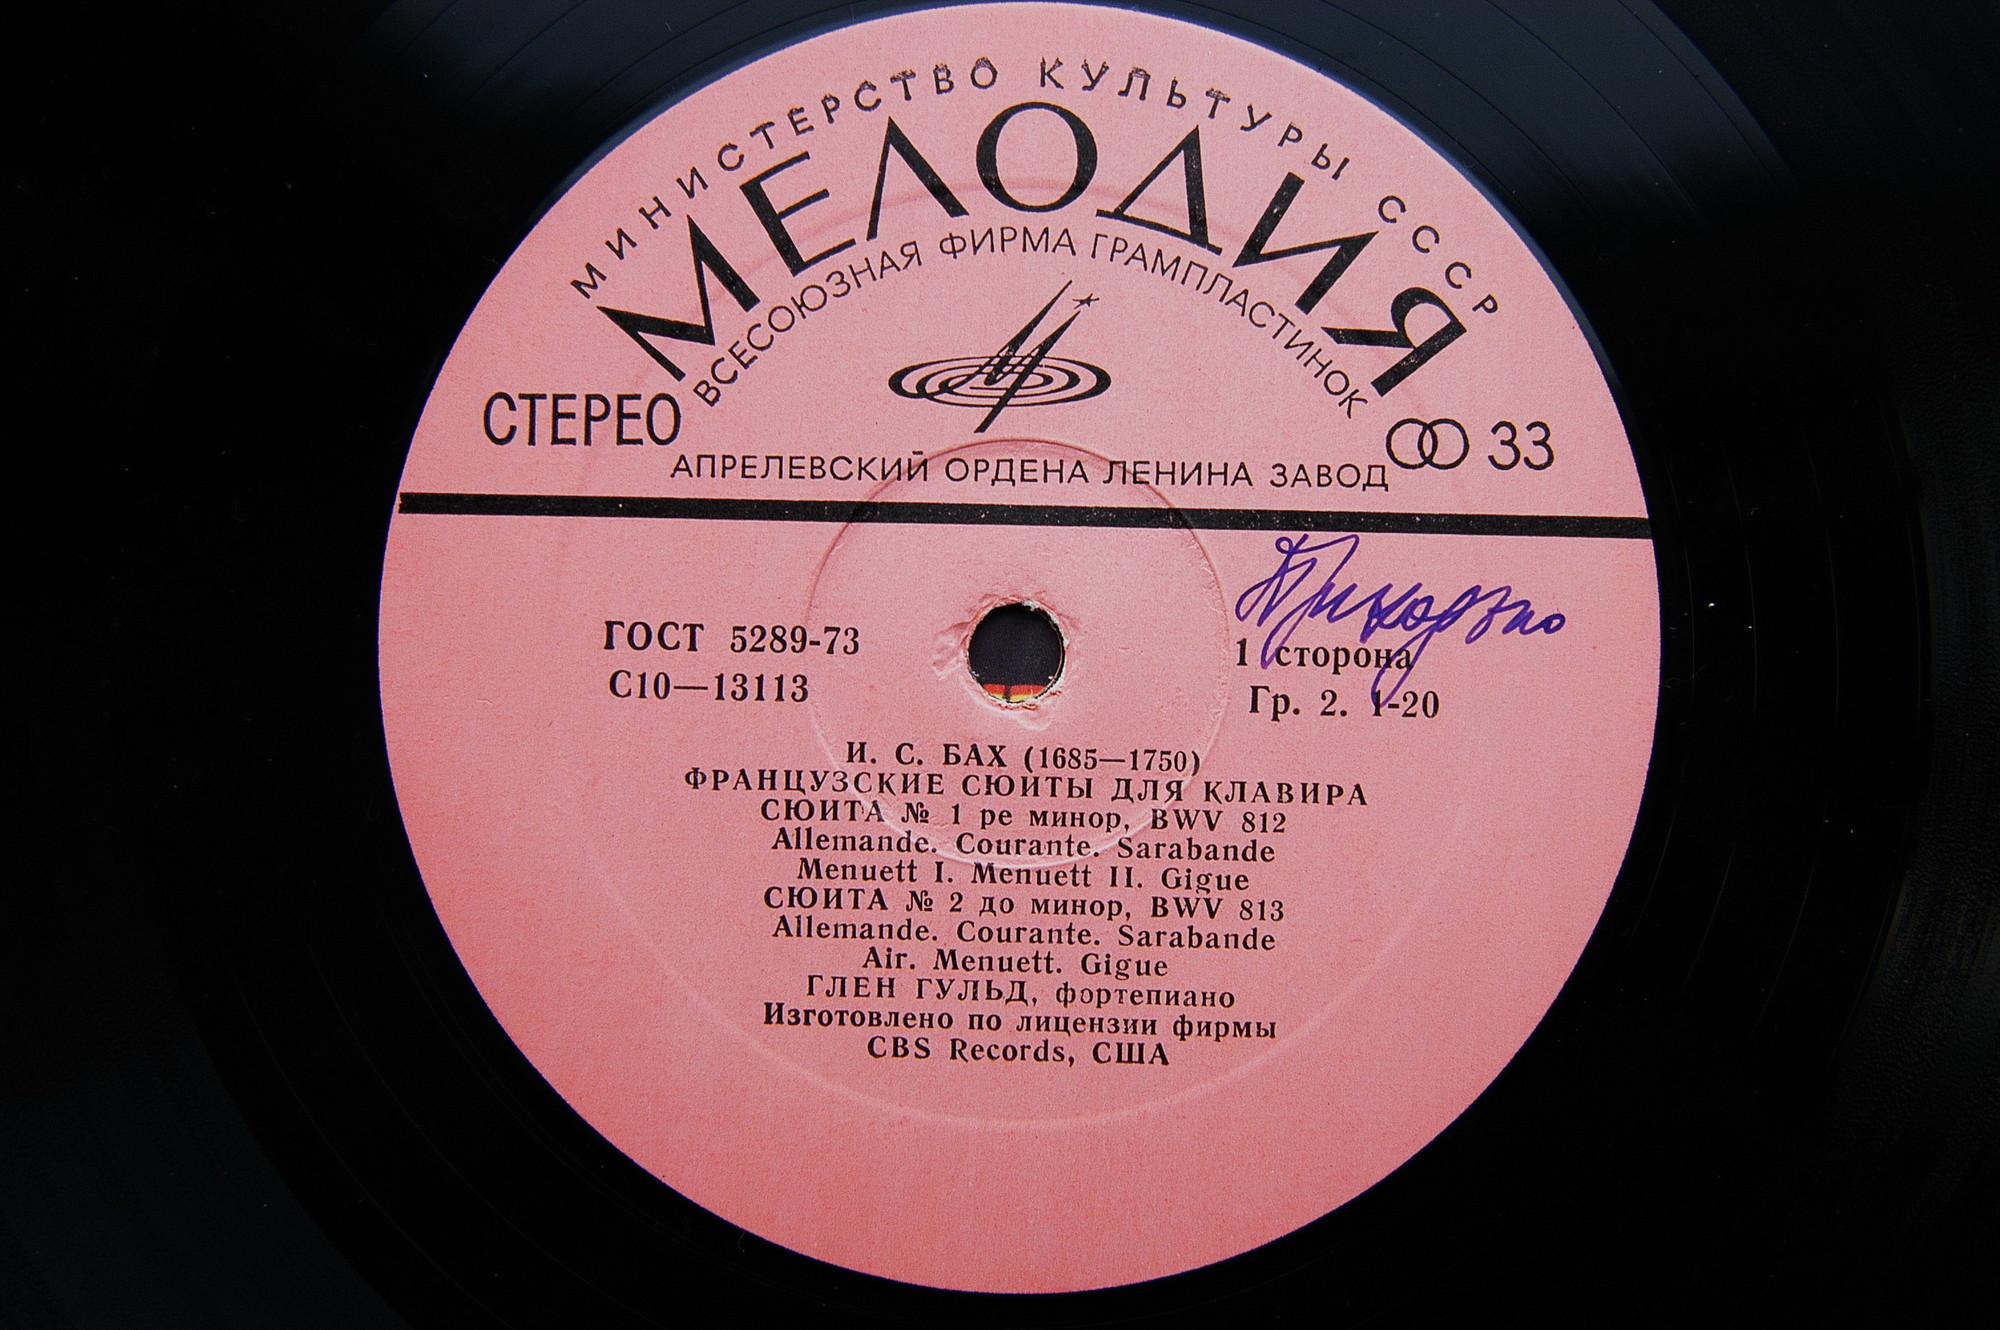 МИНИСТЕРСТВО КУЛЬТУРЫ СССР
МЕЛОДИЯ
ВСЕСОЮЗНАЯ ФИРМА ГРАМПЛАСТИНОК
СТЕРЕО
33
АПРЕЛЕВСКИЙ ОРДЕНА ЛЕНИНА ЗАВОД
ГОСТ 5289-73
1 сторона
С10—13113
Гр. 2. 1-20
И. С. БАХ (1685—1750)
ФРАНЦУЗСКИЕ СЮИТЫ ДЛЯ КЛАВИРА
СЮИТА № 1 ре минор, BWV 812
Allemande. Courante. Sarabande
Menuett I. Menuett II. Gigue
СЮИТА № 2 до минор, BWV 813
Allemande. Courante. Sarabande
Air. Menuett. Gigue
ГЛЕН ГУЛЬД, фортепиано
Изготовлено по лицензии фирмы
CBS Records, США